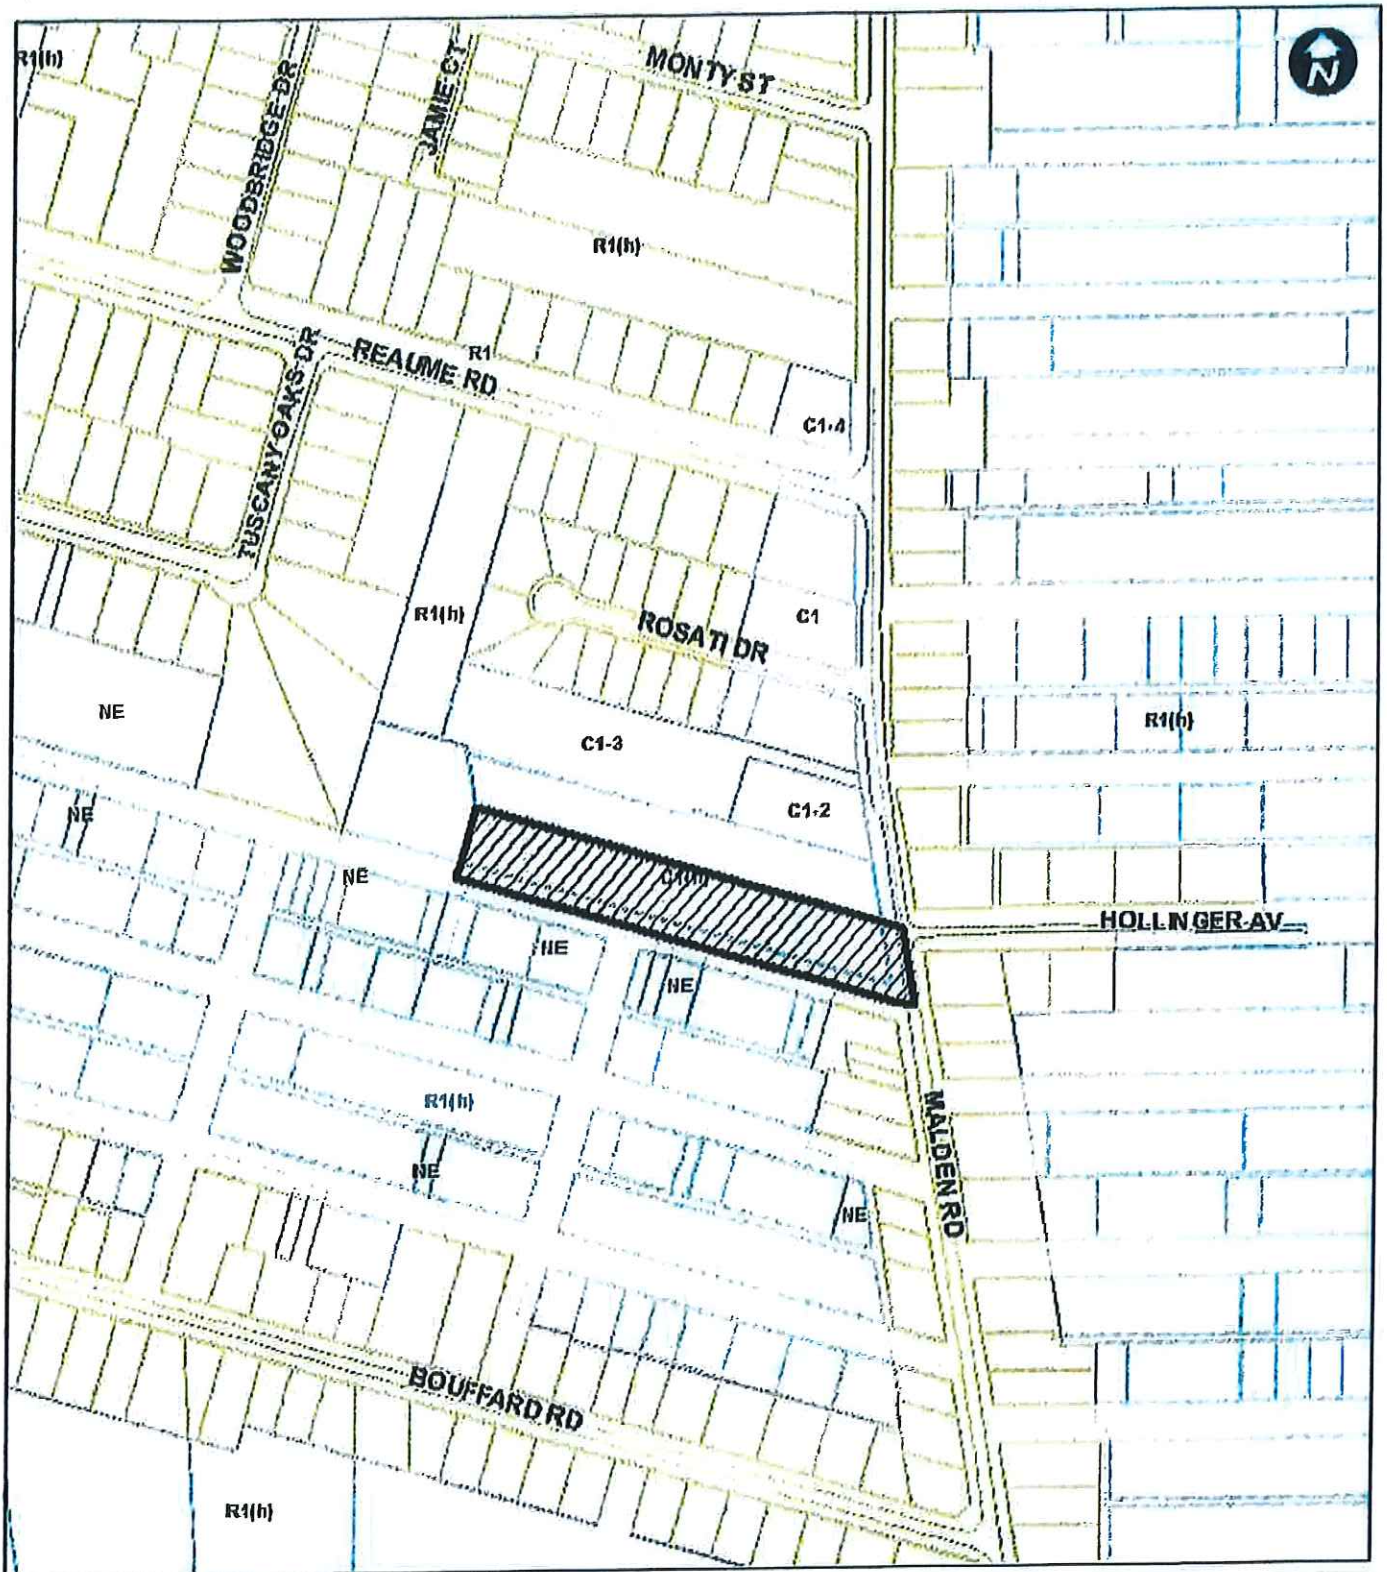 MONTY ST
N
R1(h)
JAMIE CT
WOODBRIDGE DR
R1(h)
TUSCANY OAKS DR
REAUME RD
R1
C1-4
R1(h)
ROSATI DR
C1
NE
C1-3
R1(h)
C1-2
NE
NE
HOLLINGER AV
NE
NE
R1(h)
MALDEN RD
NE
NE
BOUFFARD RD
R1(h)